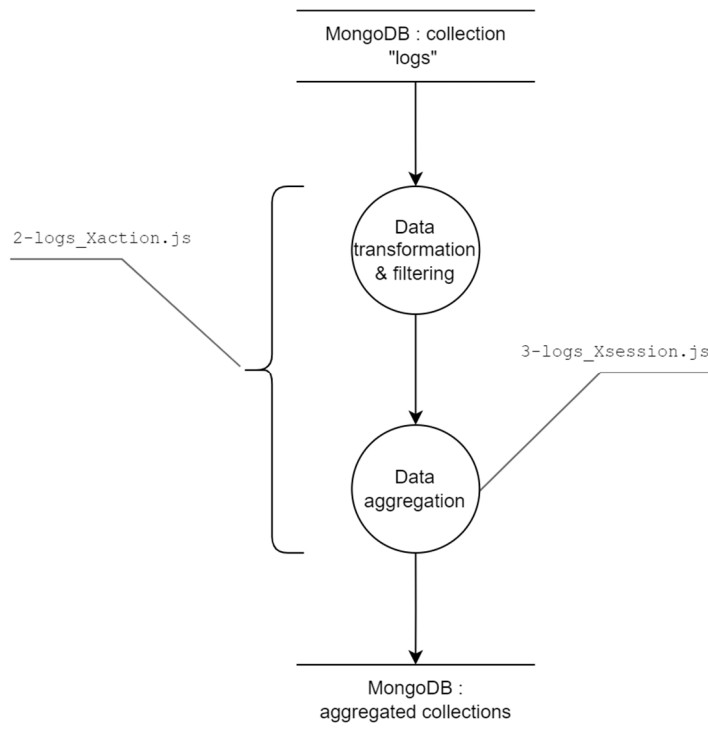 MongoDB : collection
"logs"
Data
transformation
& filtering
2-logs_Xaction.js
3-logs_Xsession.js
Data
aggregation
MongoDB :
aggregated collections